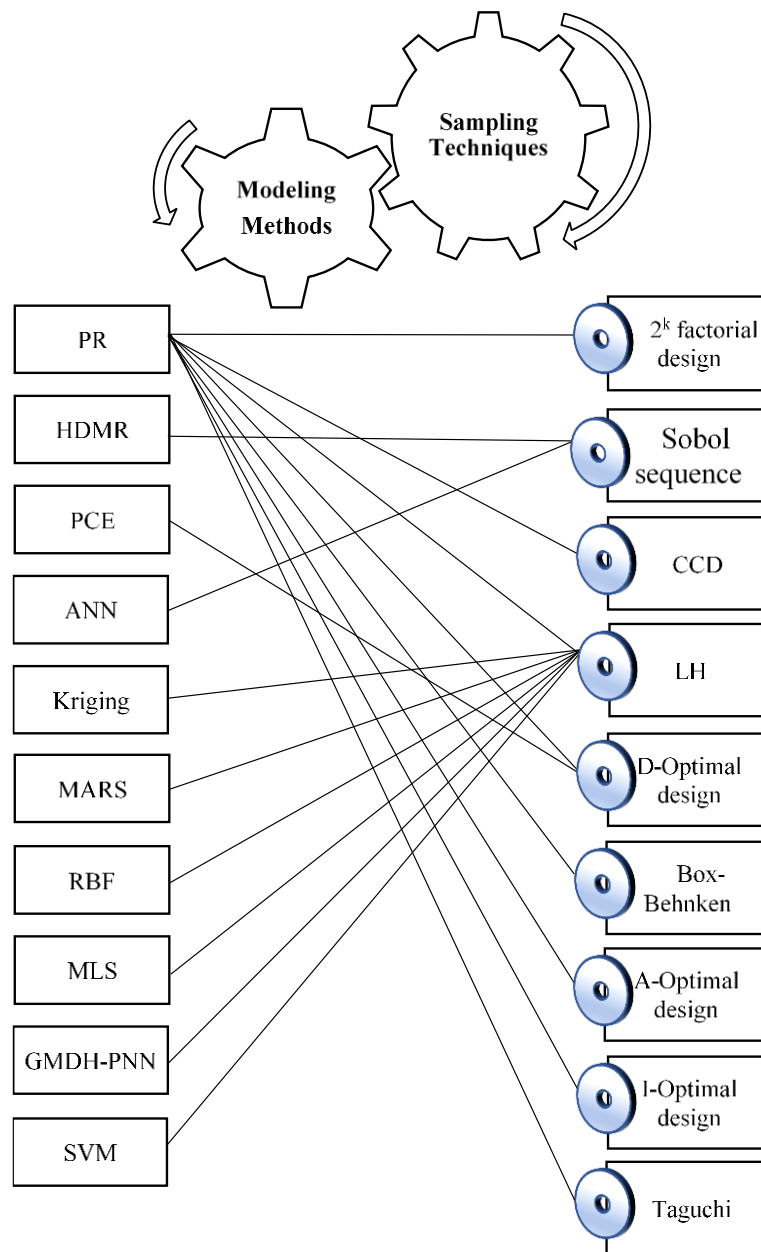 Sampling
Techniques
Modeling
Methods
PR
HDMR
PCE
ANN
Kriging
MARS
RBF
MLS
GMDH-PNN
SVM
2ᵏ factorial
design
Sobol
sequence
CCD
LH
D-Optimal
design
Box-
Behnken
A-Optimal
design
I-Optimal
design
Taguchi